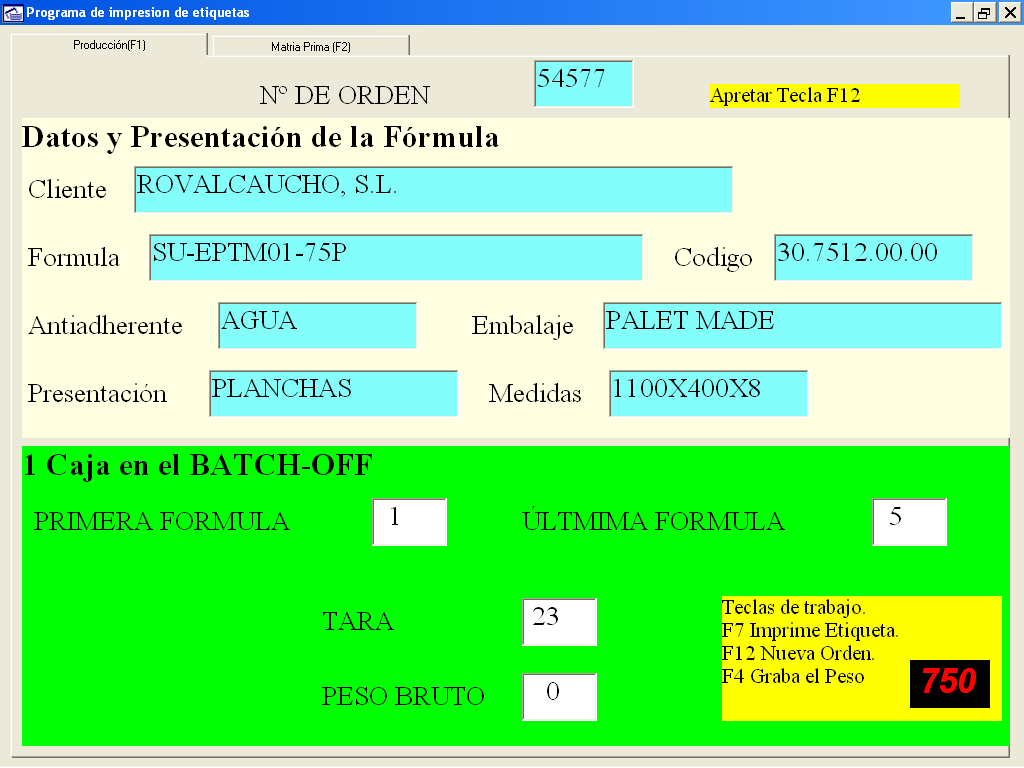 Programa de impresion de etiquetas
Producción(F1) Matria Prima (F2)
Nº DE ORDEN 54577 Apretar Tecla F12
Datos y Presentación de la Fórmula
Cliente ROVALCAUCHO, S.L.
Formula SU-EPTM01-75P Codigo 30.7512.00.00
Antiadherente AGUA Embalaje PALET MADE
Presentación PLANCHAS Medidas 1100X400X8
1 Caja en el BATCH-OFF
PRIMERA FORMULA 1 ÚLTMIMA FORMULA 5
TARA 23
PESO BRUTO 0
Teclas de trabajo.
F7 Imprime Etiqueta.
F12 Nueva Orden.
F4 Graba el Peso
750